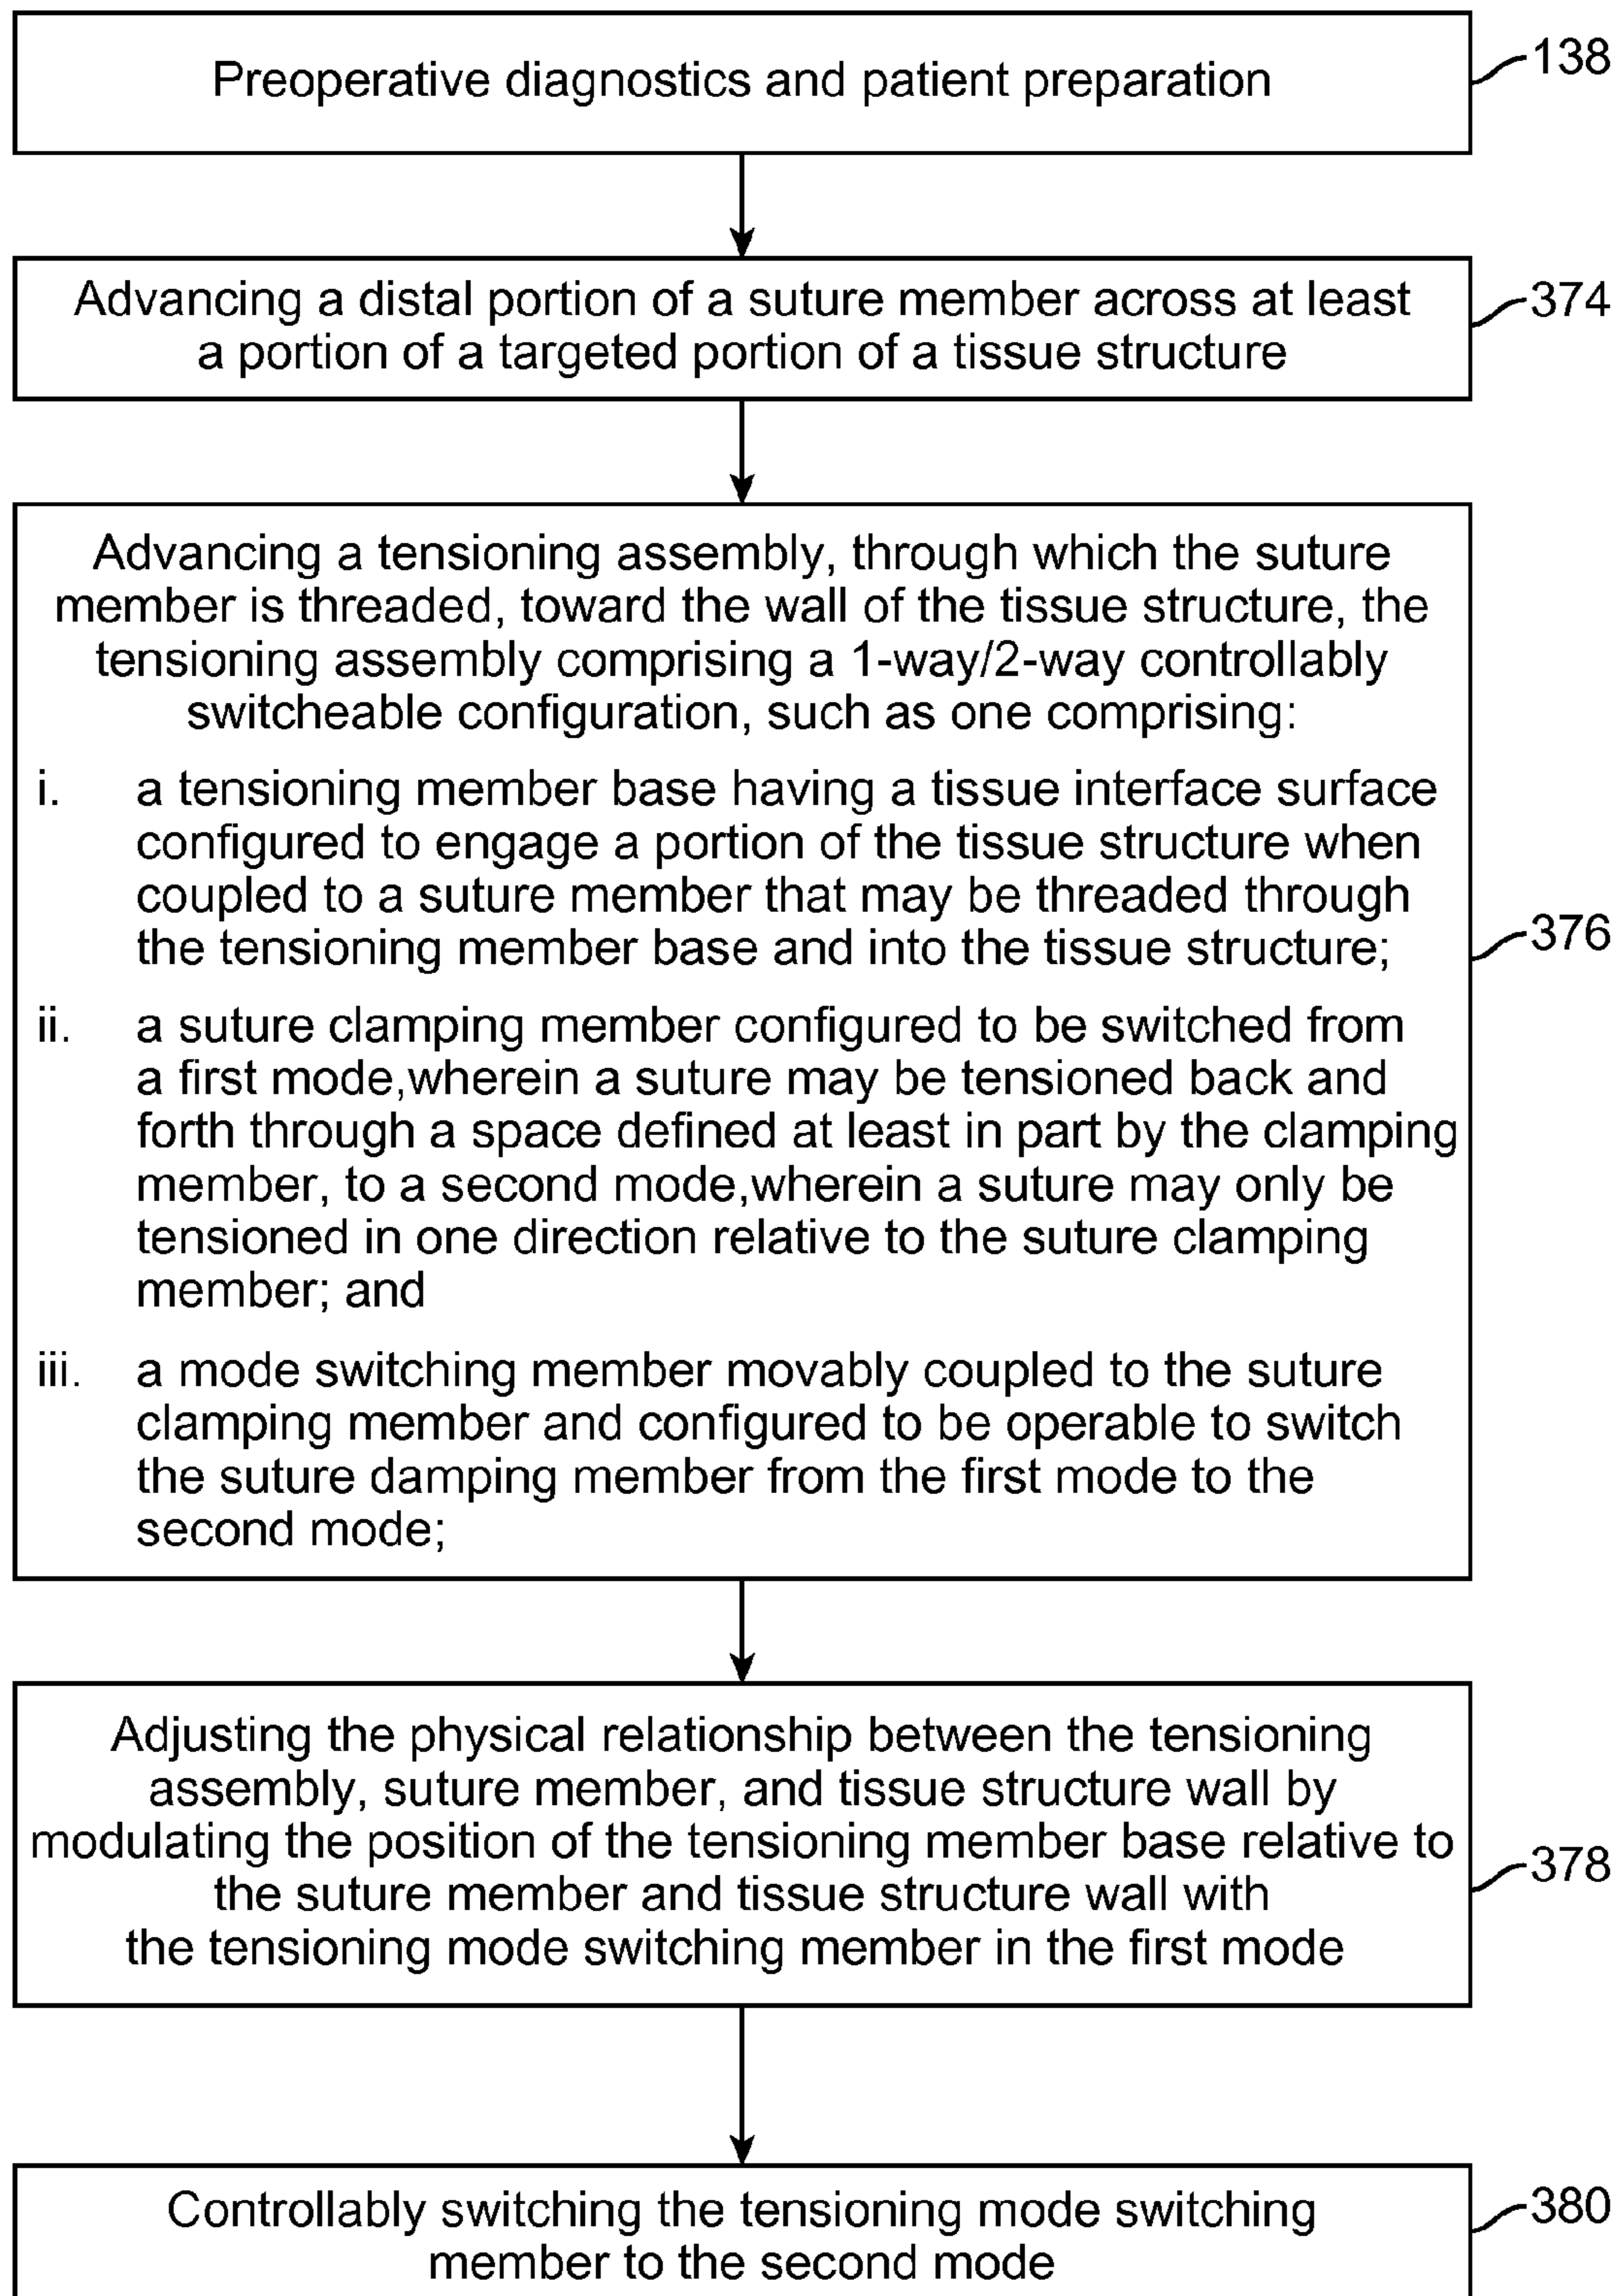 Preoperative diagnostics and patient preparation
138
Advancing a distal portion of a suture member across at least
a portion of a targeted portion of a tissue structure
374
Advancing a tensioning assembly, through which the suture
member is threaded, toward the wall of the tissue structure, the
tensioning assembly comprising a 1-way/2-way controllably
switcheable configuration, such as one comprising:
i. a tensioning member base having a tissue interface surface
configured to engage a portion of the tissue structure when
coupled to a suture member that may be threaded through
the tensioning member base and into the tissue structure;
ii. a suture clamping member configured to be switched from
a first mode,wherein a suture may be tensioned back and
forth through a space defined at least in part by the clamping
member, to a second mode,wherein a suture may only be
tensioned in one direction relative to the suture clamping
member; and
iii. a mode switching member movably coupled to the suture
clamping member and configured to be operable to switch
the suture damping member from the first mode to the
second mode;
376
Adjusting the physical relationship between the tensioning
assembly, suture member, and tissue structure wall by
modulating the position of the tensioning member base relative to
the suture member and tissue structure wall with
the tensioning mode switching member in the first mode
378
Controllably switching the tensioning mode switching
member to the second mode
380